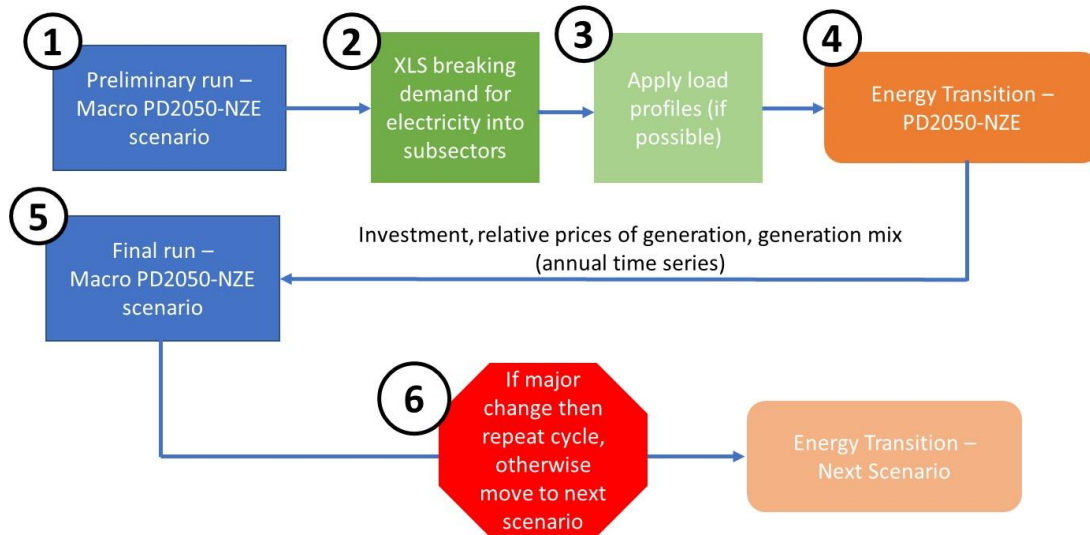 1
Preliminary run –
Macro PD2050-NZE
scenario
2
XLS breaking
demand for
electricity into
subsectors
3
Apply load
profiles (if
possible)
4
Energy Transition –
PD2050-NZE
Investment, relative prices of generation, generation mix
(annual time series)
5
Final run –
Macro PD2050-NZE
scenario
6
If major
change then
repeat cycle,
otherwise
move to next
scenario
Energy Transition –
Next Scenario